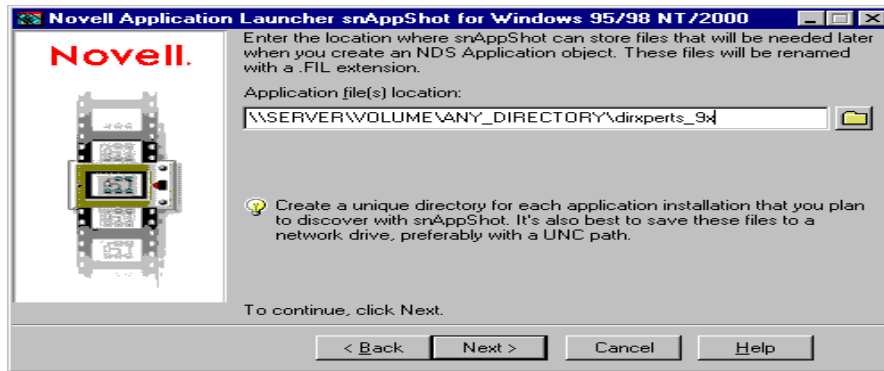 Novell Application Launcher snAppShot for Windows 95/98 NT/2000
Novell.
Enter the location where snAppShot can store files that will be needed later
when you create an NDS Application object. These files will be renamed
with a .FIL extension.
Application file(s) location:
\\SERVER\VOLUME\ANY_DIRECTORY\dirxperts_9x
Create a unique directory for each application installation that you plan
to discover with snAppShot. It's also best to save these files to a
network drive, preferably with a UNC path.
To continue, click Next.
< Back Next > Cancel Help